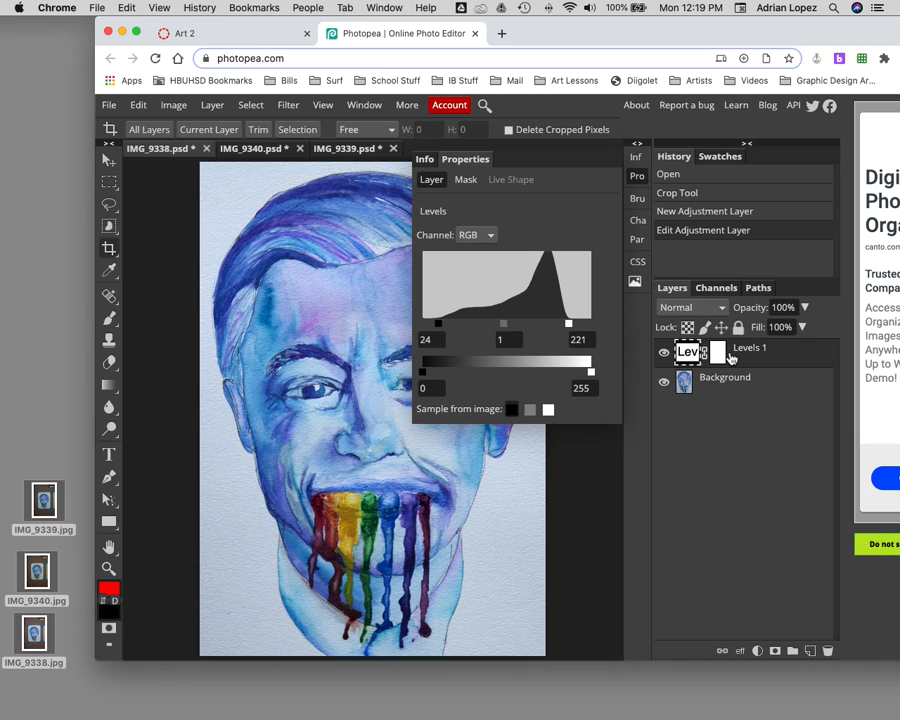 Chrome File Edit View History Bookmarks People Tab Window Help 100% Mon 12:19 PM Adrian Lopez
Art 2 × Photopea | Online Photo Editor × +
photopea.com
Apps HBUHSD Bookmarks Bills Surf School Stuff IB Stuff Mail Art Lessons Diigolet Artists Videos Graphic Design Ar...
File Edit Image Layer Select Filter View Window More Account About Report a bug Learn Blog API
All Layers Current Layer Trim Selection Free W: 0 H: 0 Delete Cropped Pixels
IMG_9338.psd * × IMG_9340.psd * × IMG_9339.psd * ×
Info Properties
Layer Mask Live Shape
Levels
Channel: RGB
24 1 221
0 255
Sample from image:
Inf
Pro
Bru
Cha
Par
CSS
History Swatches
Open
Crop Tool
New Adjustment Layer
Edit Adjustment Layer
Layers Channels Paths
Normal Opacity: 100%
Lock: Fill: 100%
Lev Levels 1
Background
eff
D
Digi
Pho
Orga
canto.com
Trusted
Compa
Access
Organiz
Images
Anywhe
Up to W
Demo!
Do not s
IMG_9339.jpg
IMG_9340.jpg
IMG_9338.jpg